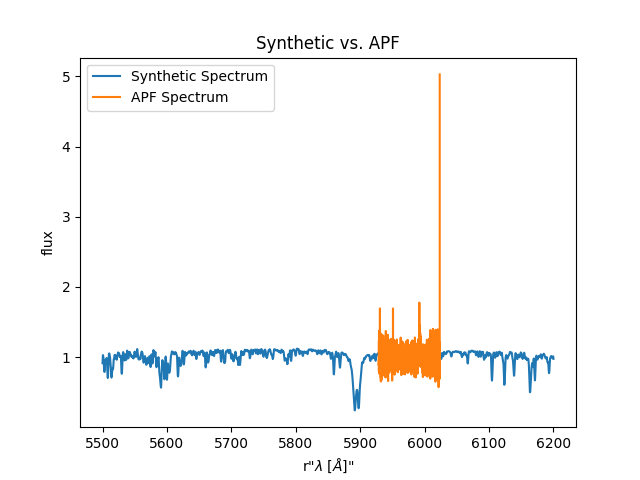 Synthetic vs. APF
Synthetic Spectrum
APF Spectrum
flux
5
4
3
2
1
5500 5600 5700 5800 5900 6000 6100 6200
r"λ [Å]"